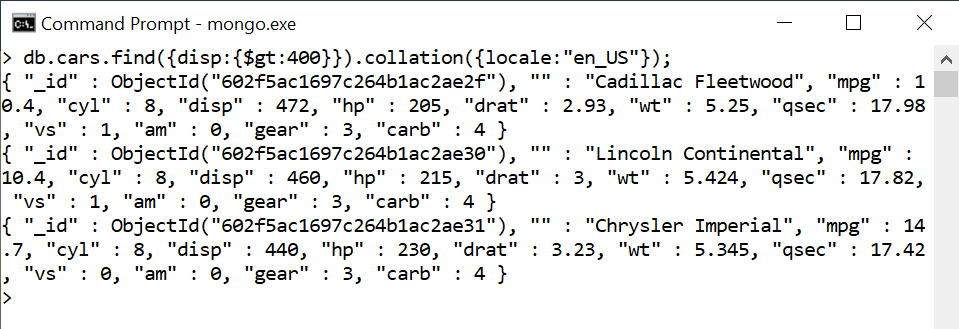 Command Prompt - mongo.exe
> db.cars.find({disp:{$gt:400}}).collation({locale:"en_US"});
{ "_id" : ObjectId("602f5ac1697c264b1ac2ae2f"), "" : "Cadillac Fleetwood", "mpg" : 1
0.4, "cyl" : 8, "disp" : 472, "hp" : 205, "drat" : 2.93, "wt" : 5.25, "qsec" : 17.98
, "vs" : 1, "am" : 0, "gear" : 3, "carb" : 4 }
{ "_id" : ObjectId("602f5ac1697c264b1ac2ae30"), "" : "Lincoln Continental", "mpg" :
10.4, "cyl" : 8, "disp" : 460, "hp" : 215, "drat" : 3, "wt" : 5.424, "qsec" : 17.82,
 "vs" : 1, "am" : 0, "gear" : 3, "carb" : 4 }
{ "_id" : ObjectId("602f5ac1697c264b1ac2ae31"), "" : "Chrysler Imperial", "mpg" : 14
.7, "cyl" : 8, "disp" : 440, "hp" : 230, "drat" : 3.23, "wt" : 5.345, "qsec" : 17.42
, "vs" : 0, "am" : 0, "gear" : 3, "carb" : 4 }
>